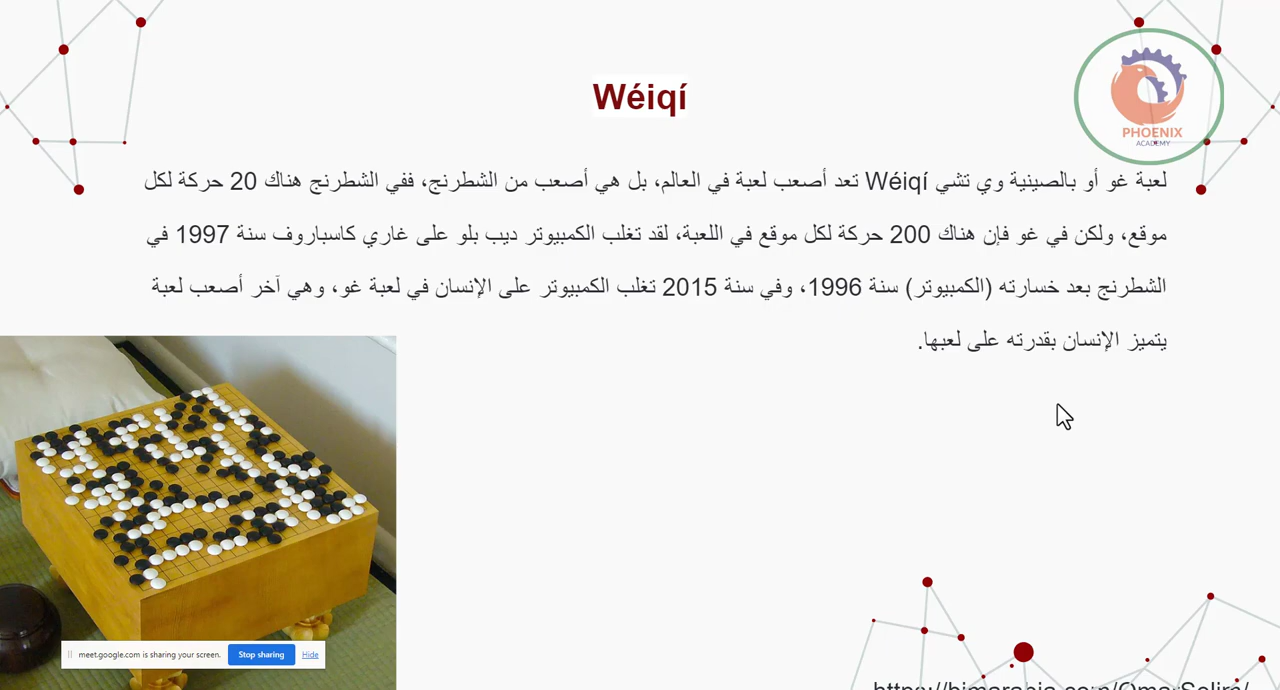 Wéiqí
PHOENIX
ACADEMY
لعبة غو أو بالصينية وي تشي Wéiqí تعد أصعب لعبة في العالم، بل هي أصعب من الشطرنج، ففي الشطرنج هناك 20 حركة لكل
موقع، ولكن في غو فإن هناك 200 حركة لكل موقع في اللعبة، لقد تغلب الكمبيوتر ديب بلو على غاري كاسباروف سنة 1997 في
الشطرنج بعد خسارته (الكمبيوتر) سنة 1996، وفي سنة 2015 تغلب الكمبيوتر على الإنسان في لعبة غو، وهي آخر أصعب لعبة
يتميز الإنسان بقدرته على لعبها.
meet.google.com is sharing your screen. Stop sharing Hide